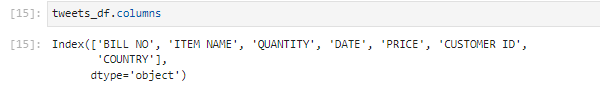 [15]: tweets_df.columns
[15]: Index(['BILL NO', 'ITEM NAME', 'QUANTITY', 'DATE', 'PRICE', 'CUSTOMER ID',
'COUNTRY'],
dtype='object')